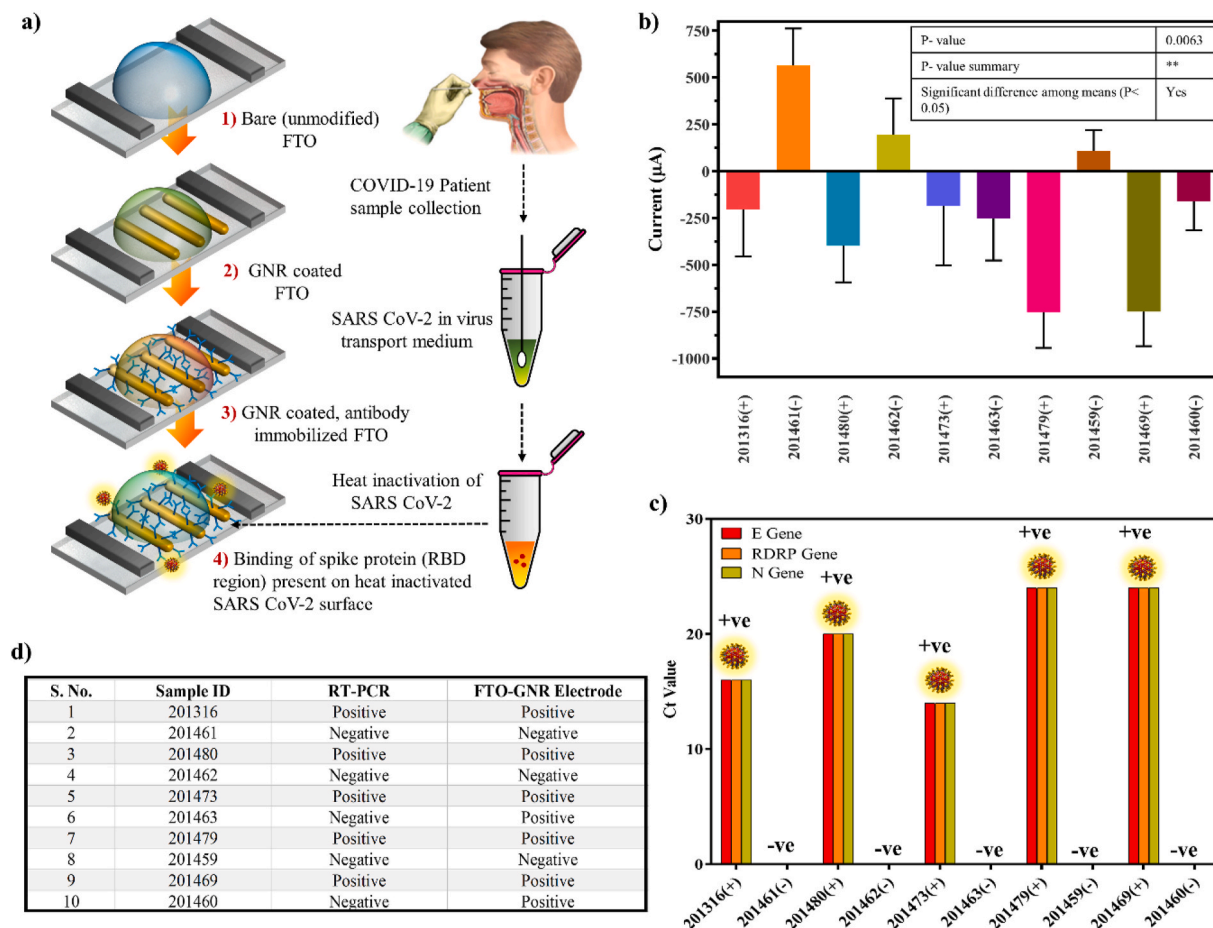 a)
1) Bare (unmodified)
FTO
2) GNR coated
FTO
3) GNR coated, antibody
immobilized FTO
4) Binding of spike protein (RBD
region) present on heat inactivated
SARS CoV-2 surface
COVID-19 Patient
sample collection
SARS CoV-2 in virus
transport medium
Heat inactivation of
SARS CoV-2
b)
P- value 0.0063
P- value summary **
Significant difference among means (P< Yes
0.05)
Current (µA)
750
500
250
0
-250
-500
-750
-1000
201316(+)
201461(-)
201480(+)
201462(-)
201473(+)
201463(-)
201479(+)
201459(-)
201469(+)
201460(-)
c)
E Gene
RDRP Gene
N Gene
Ct Value
30
20
10
0
+ve
-ve
+ve
-ve
+ve
-ve
+ve
-ve
+ve
-ve
201316(+)
201461(-)
201480(+)
201462(-)
201473(+)
201463(-)
201479(+)
201459(-)
201469(+)
201460(-)
d)
S. No. Sample ID RT-PCR FTO-GNR Electrode
1 201316 Positive Positive
2 201461 Negative Negative
3 201480 Positive Positive
4 201462 Negative Negative
5 201473 Positive Positive
6 201463 Negative Positive
7 201479 Positive Positive
8 201459 Negative Negative
9 201469 Positive Positive
10 201460 Negative Positive